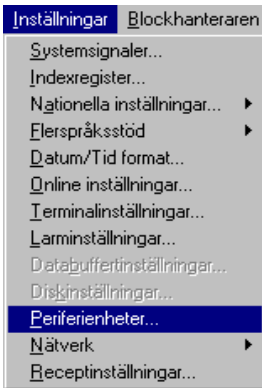 Inställningar Blockhanteraren
Systemsignaler...
Indexregister...
Nationella inställningar...
Flerspråksstöd
Datum/Tid format...
Online inställningar...
Terminalinställningar...
Larminställningar...
Databuffertinställningar...
Diskinställningar...
Periferienheter...
Nätverk
Receptinställningar...